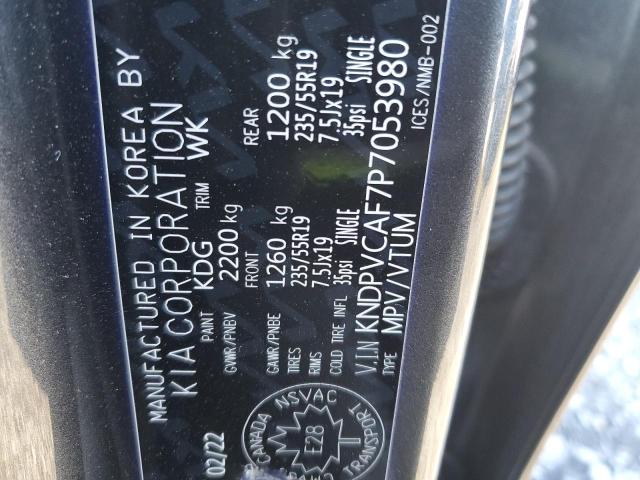 MANUFACTURED IN KOREA BY
KIA CORPORATION
02/22
PAINT KDG TRIM WK
GVWR/PNBV 2200 kg
FRONT REAR
GAWR/PNBE 1260 kg 1200 kg
TIRES 235/55R19 235/55R19
RIMS 7.5Jx19 7.5Jx19
COLD TIRE INFL 35psi SINGLE 35psi SINGLE
V.I.N KNDPVCAF7P7053980
TYPE MPV/VTUM ICES/NMB-002
CANADA
NSVAC
E28
T
TRANSPORT